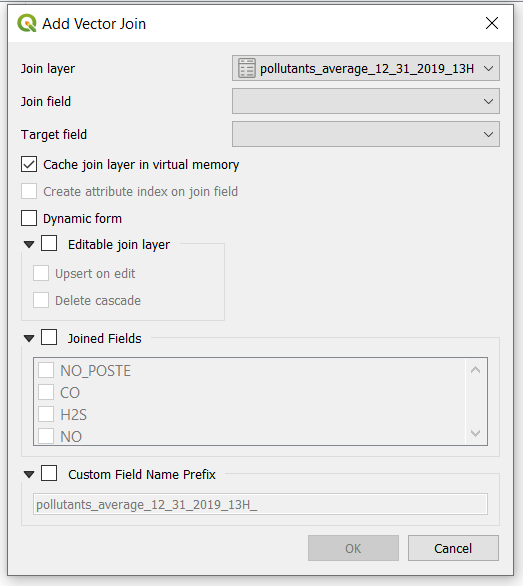 Add Vector Join
Join layer
pollutants_average_12_31_2019_13H
Join field
Target field
Cache join layer in virtual memory
Create attribute index on join field
Dynamic form
Editable join layer
Upsert on edit
Delete cascade
Joined Fields
NO_POSTE
CO
H2S
NO
Custom Field Name Prefix
pollutants_average_12_31_2019_13H_
OK Cancel